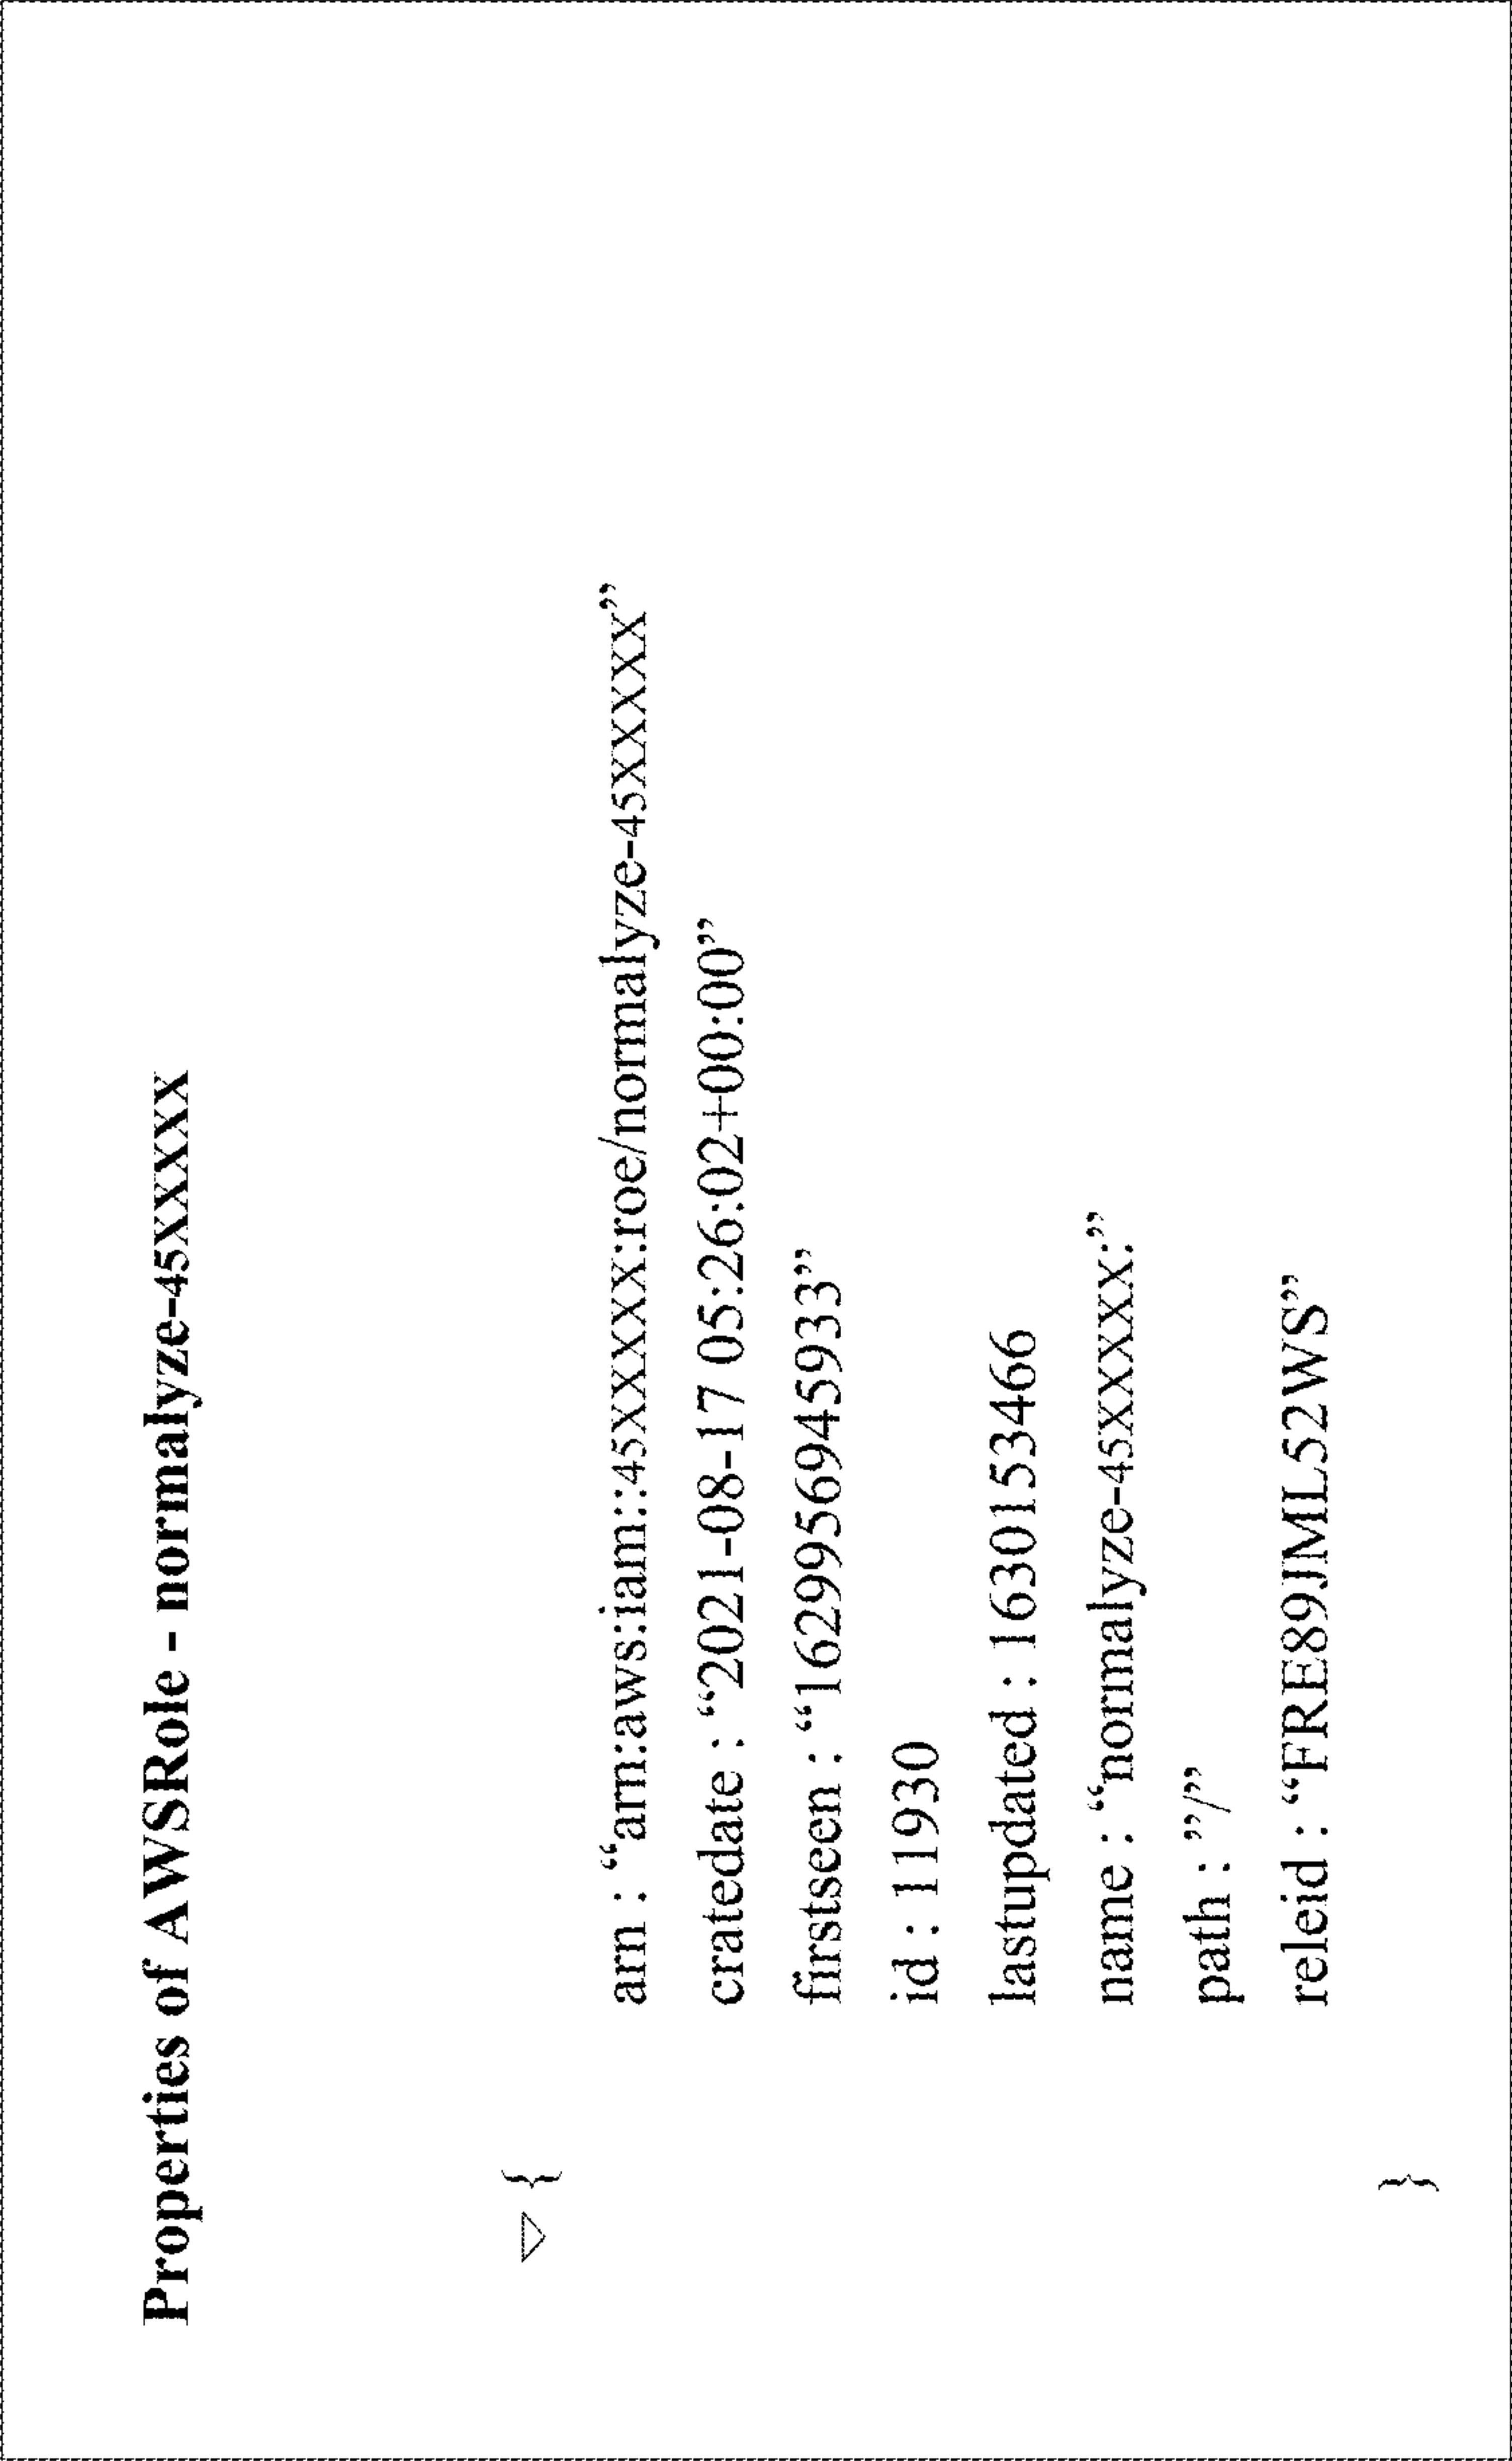 Properties of AWSRole - normalyze-45XXXXX
▽ {
arn : “arn:aws:iam::45XXXXX:roe/normalyze-45XXXXX”
cratedate : “2021-08-17 05:26:02+00:00”
firstseen : “1629956945933”
id : 11930
lastupdated : 1630153466
name : “normalyze-45XXXXX:”
path : ”/”
releid : “FRE89JML52WS”
}